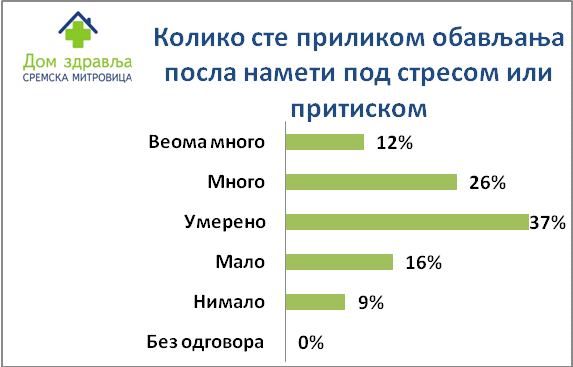 Дом здравља
СРЕМСКА МИТРОВИЦА
Колико сте приликом обављања
посла намети под стресом или
притиском
Веома много 12%
Много 26%
Умерено 37%
Мало 16%
Нимало 9%
Без одговора 0%